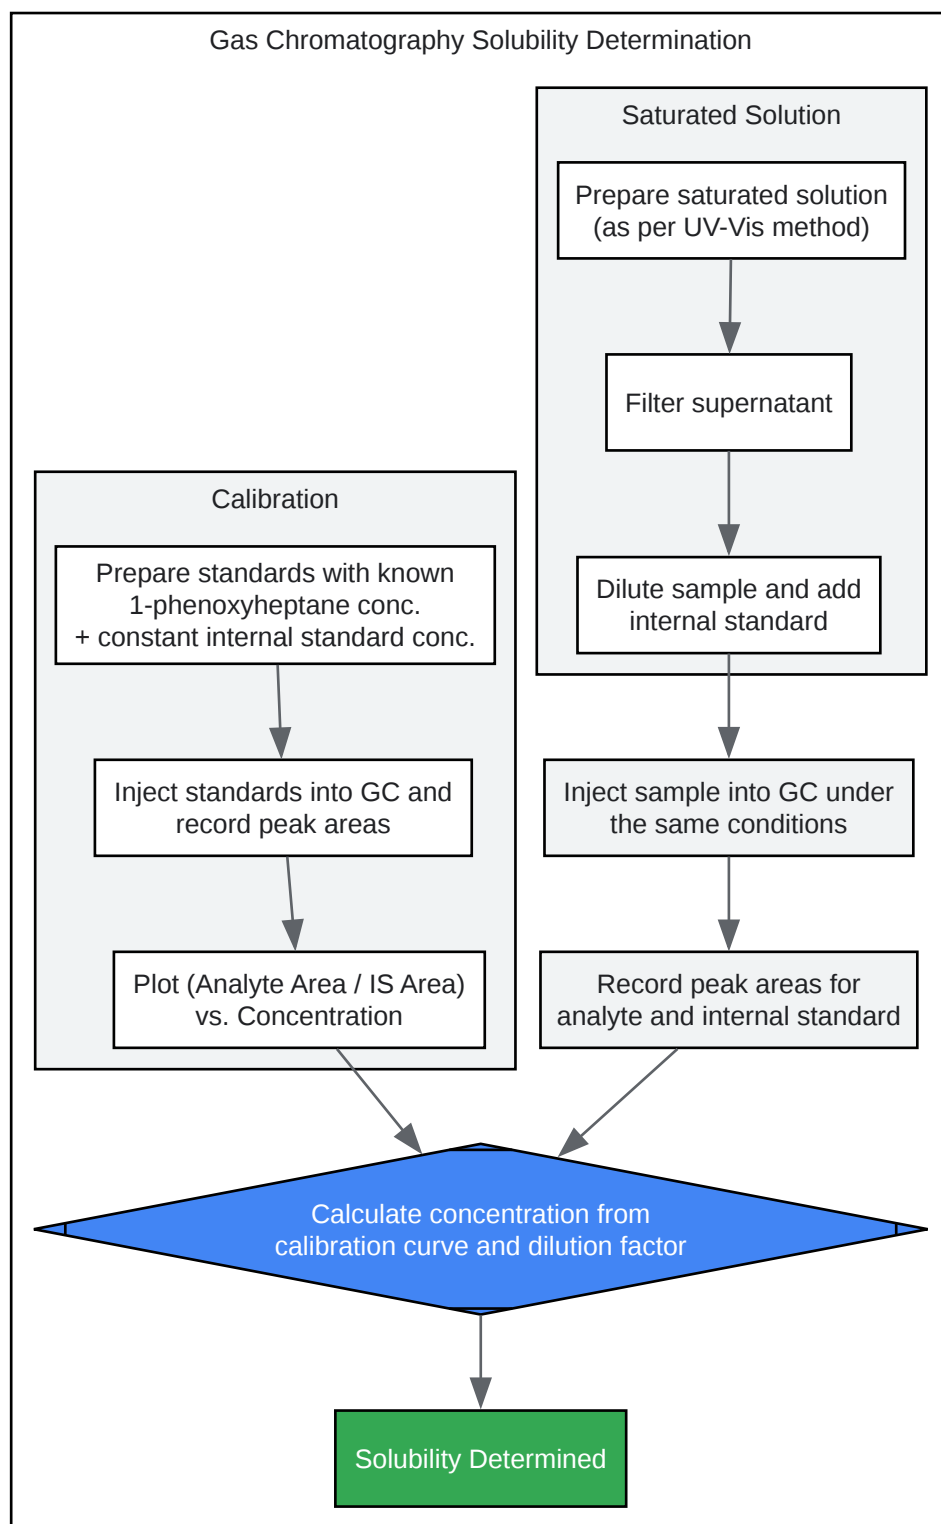 Gas Chromatography Solubility Determination
Saturated Solution
Prepare saturated solution
(as per UV-Vis method)
Filter supernatant
Dilute sample and add
internal standard
Calibration
Prepare standards with known
1-phenoxyheptane conc.
+ constant internal standard conc.
Inject standards into GC and
record peak areas
Plot (Analyte Area / IS Area)
vs. Concentration
Inject sample into GC under
the same conditions
Record peak areas for
analyte and internal standard
Calculate concentration from
calibration curve and dilution factor
Solubility Determined